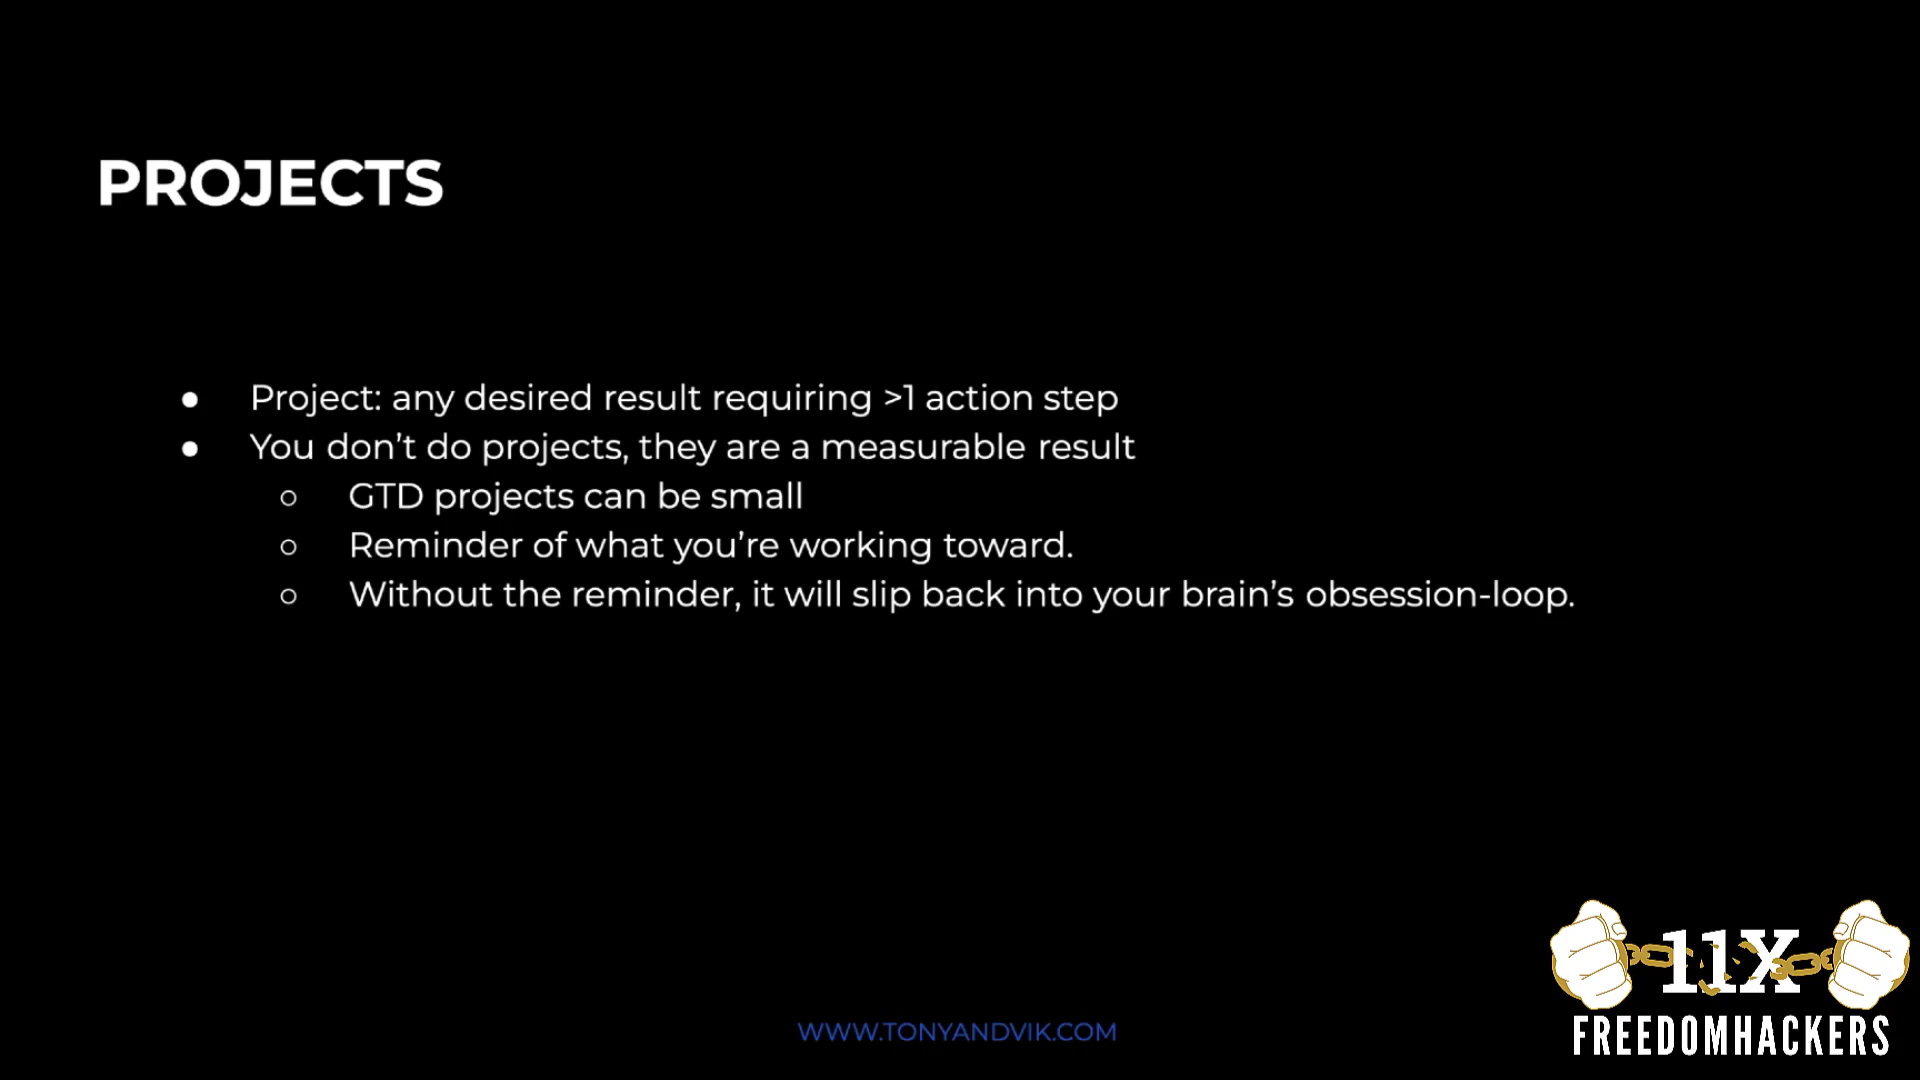 PROJECTS
● Project: any desired result requiring >1 action step
● You don’t do projects, they are a measurable result
○ GTD projects can be small
○ Reminder of what you’re working toward.
○ Without the reminder, it will slip back into your brain’s obsession-loop.
11X
FREEDOMHACKERS
WWW.TONYANDVIK.COM